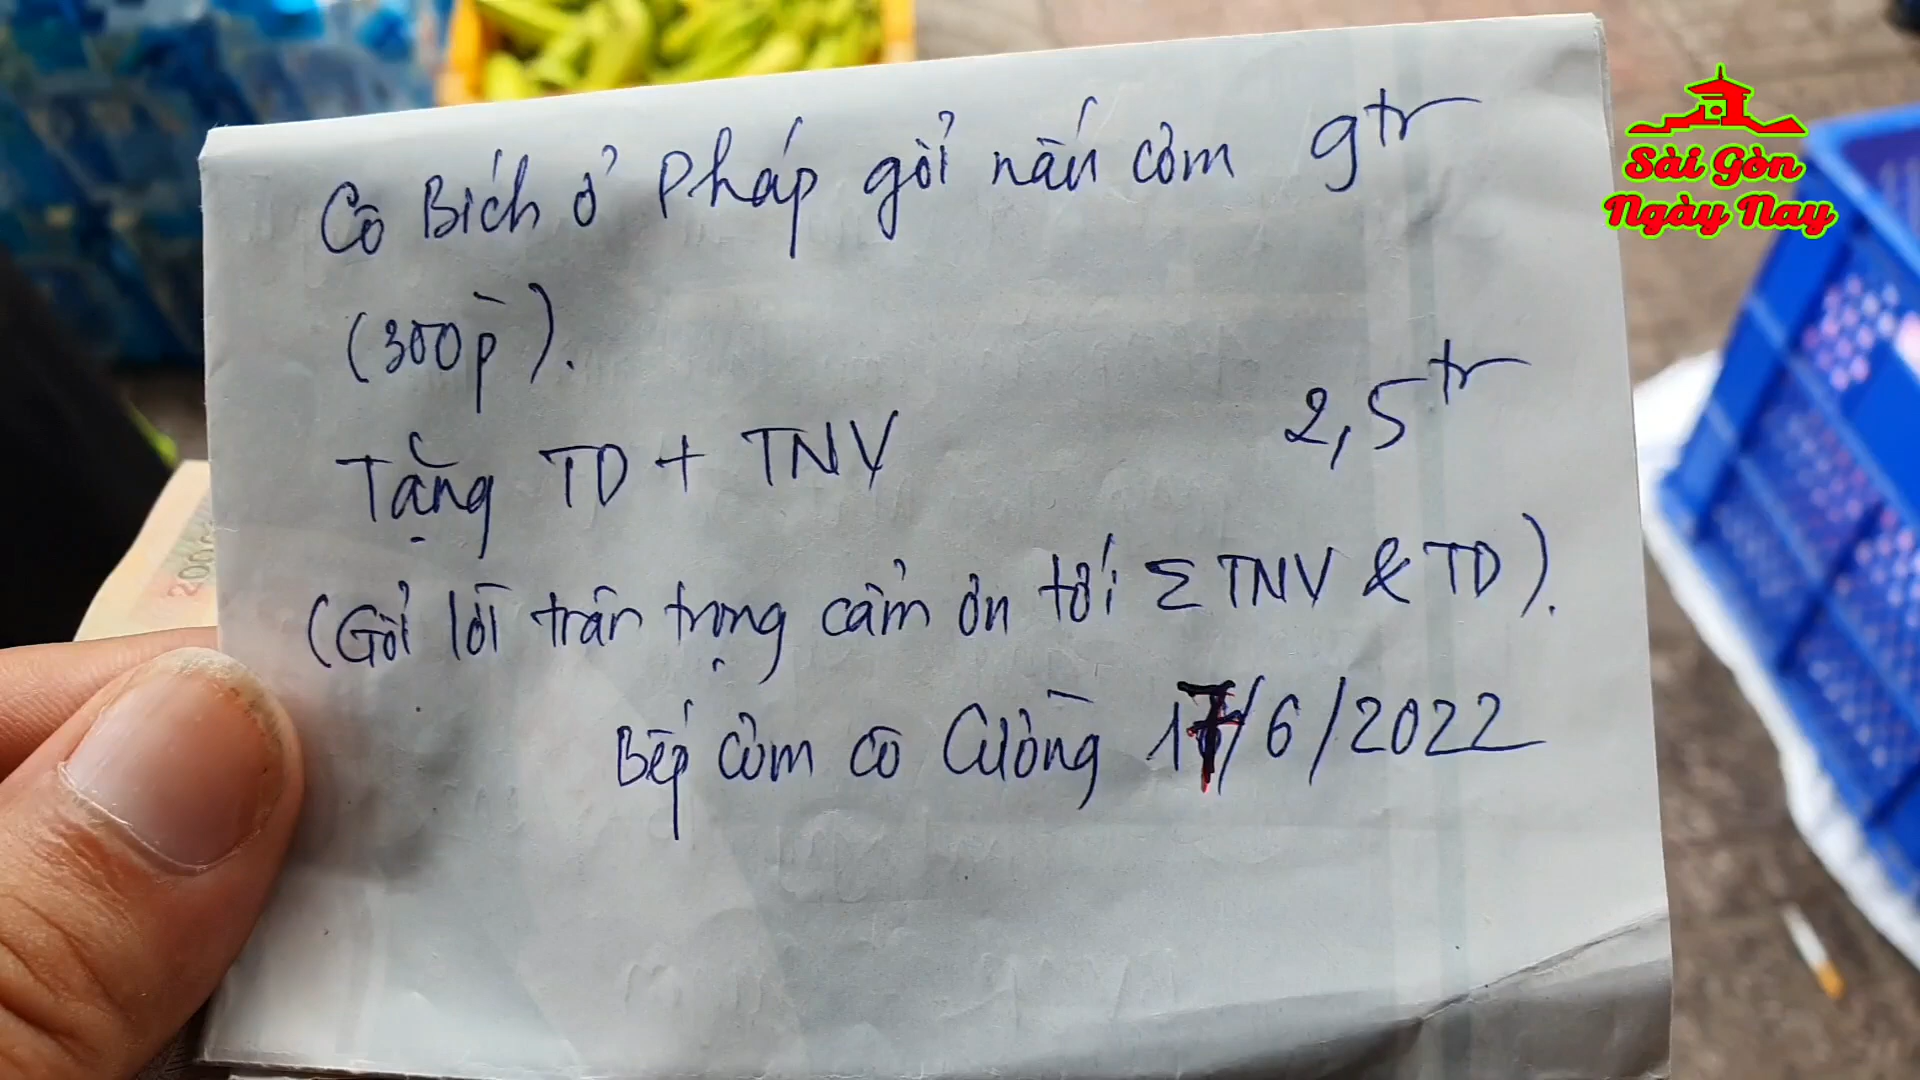 Cô Bích ở Pháp gởi nấu cơm 9tr
(300p).
Tặng TD + TNV 2,5tr
(Gởi lời trân trọng cảm ơn tới Σ TNV & TD).
Bếp cơm cô Cường 17/6/2022
Sài Gòn
Ngày Nay